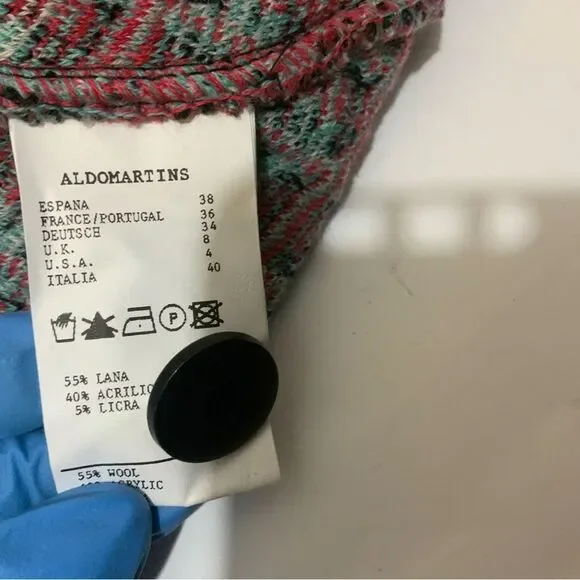 ALDOMARTINS
ESPANA 38
FRANCE/PORTUGAL 36
DEUTSCH 34
U.K. 8
U.S.A. 4
ITALIA 40
P
55% LANA
40% ACRILIC
5% LICRA
55% WOOL